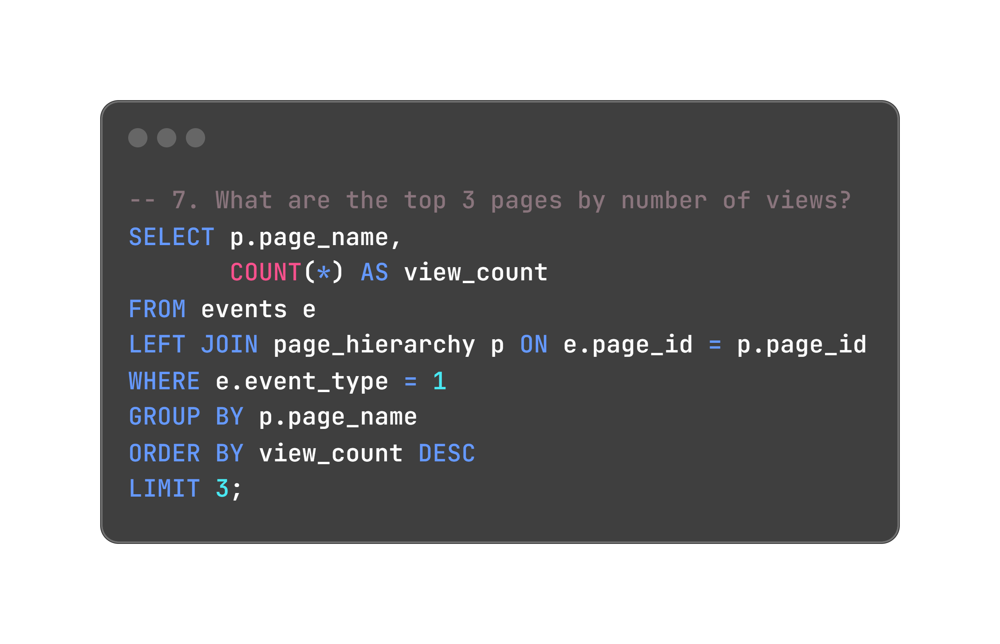 -- 7. What are the top 3 pages by number of views?
SELECT p.page_name,
       COUNT(*) AS view_count
FROM events e
LEFT JOIN page_hierarchy p ON e.page_id = p.page_id
WHERE e.event_type = 1
GROUP BY p.page_name
ORDER BY view_count DESC
LIMIT 3;